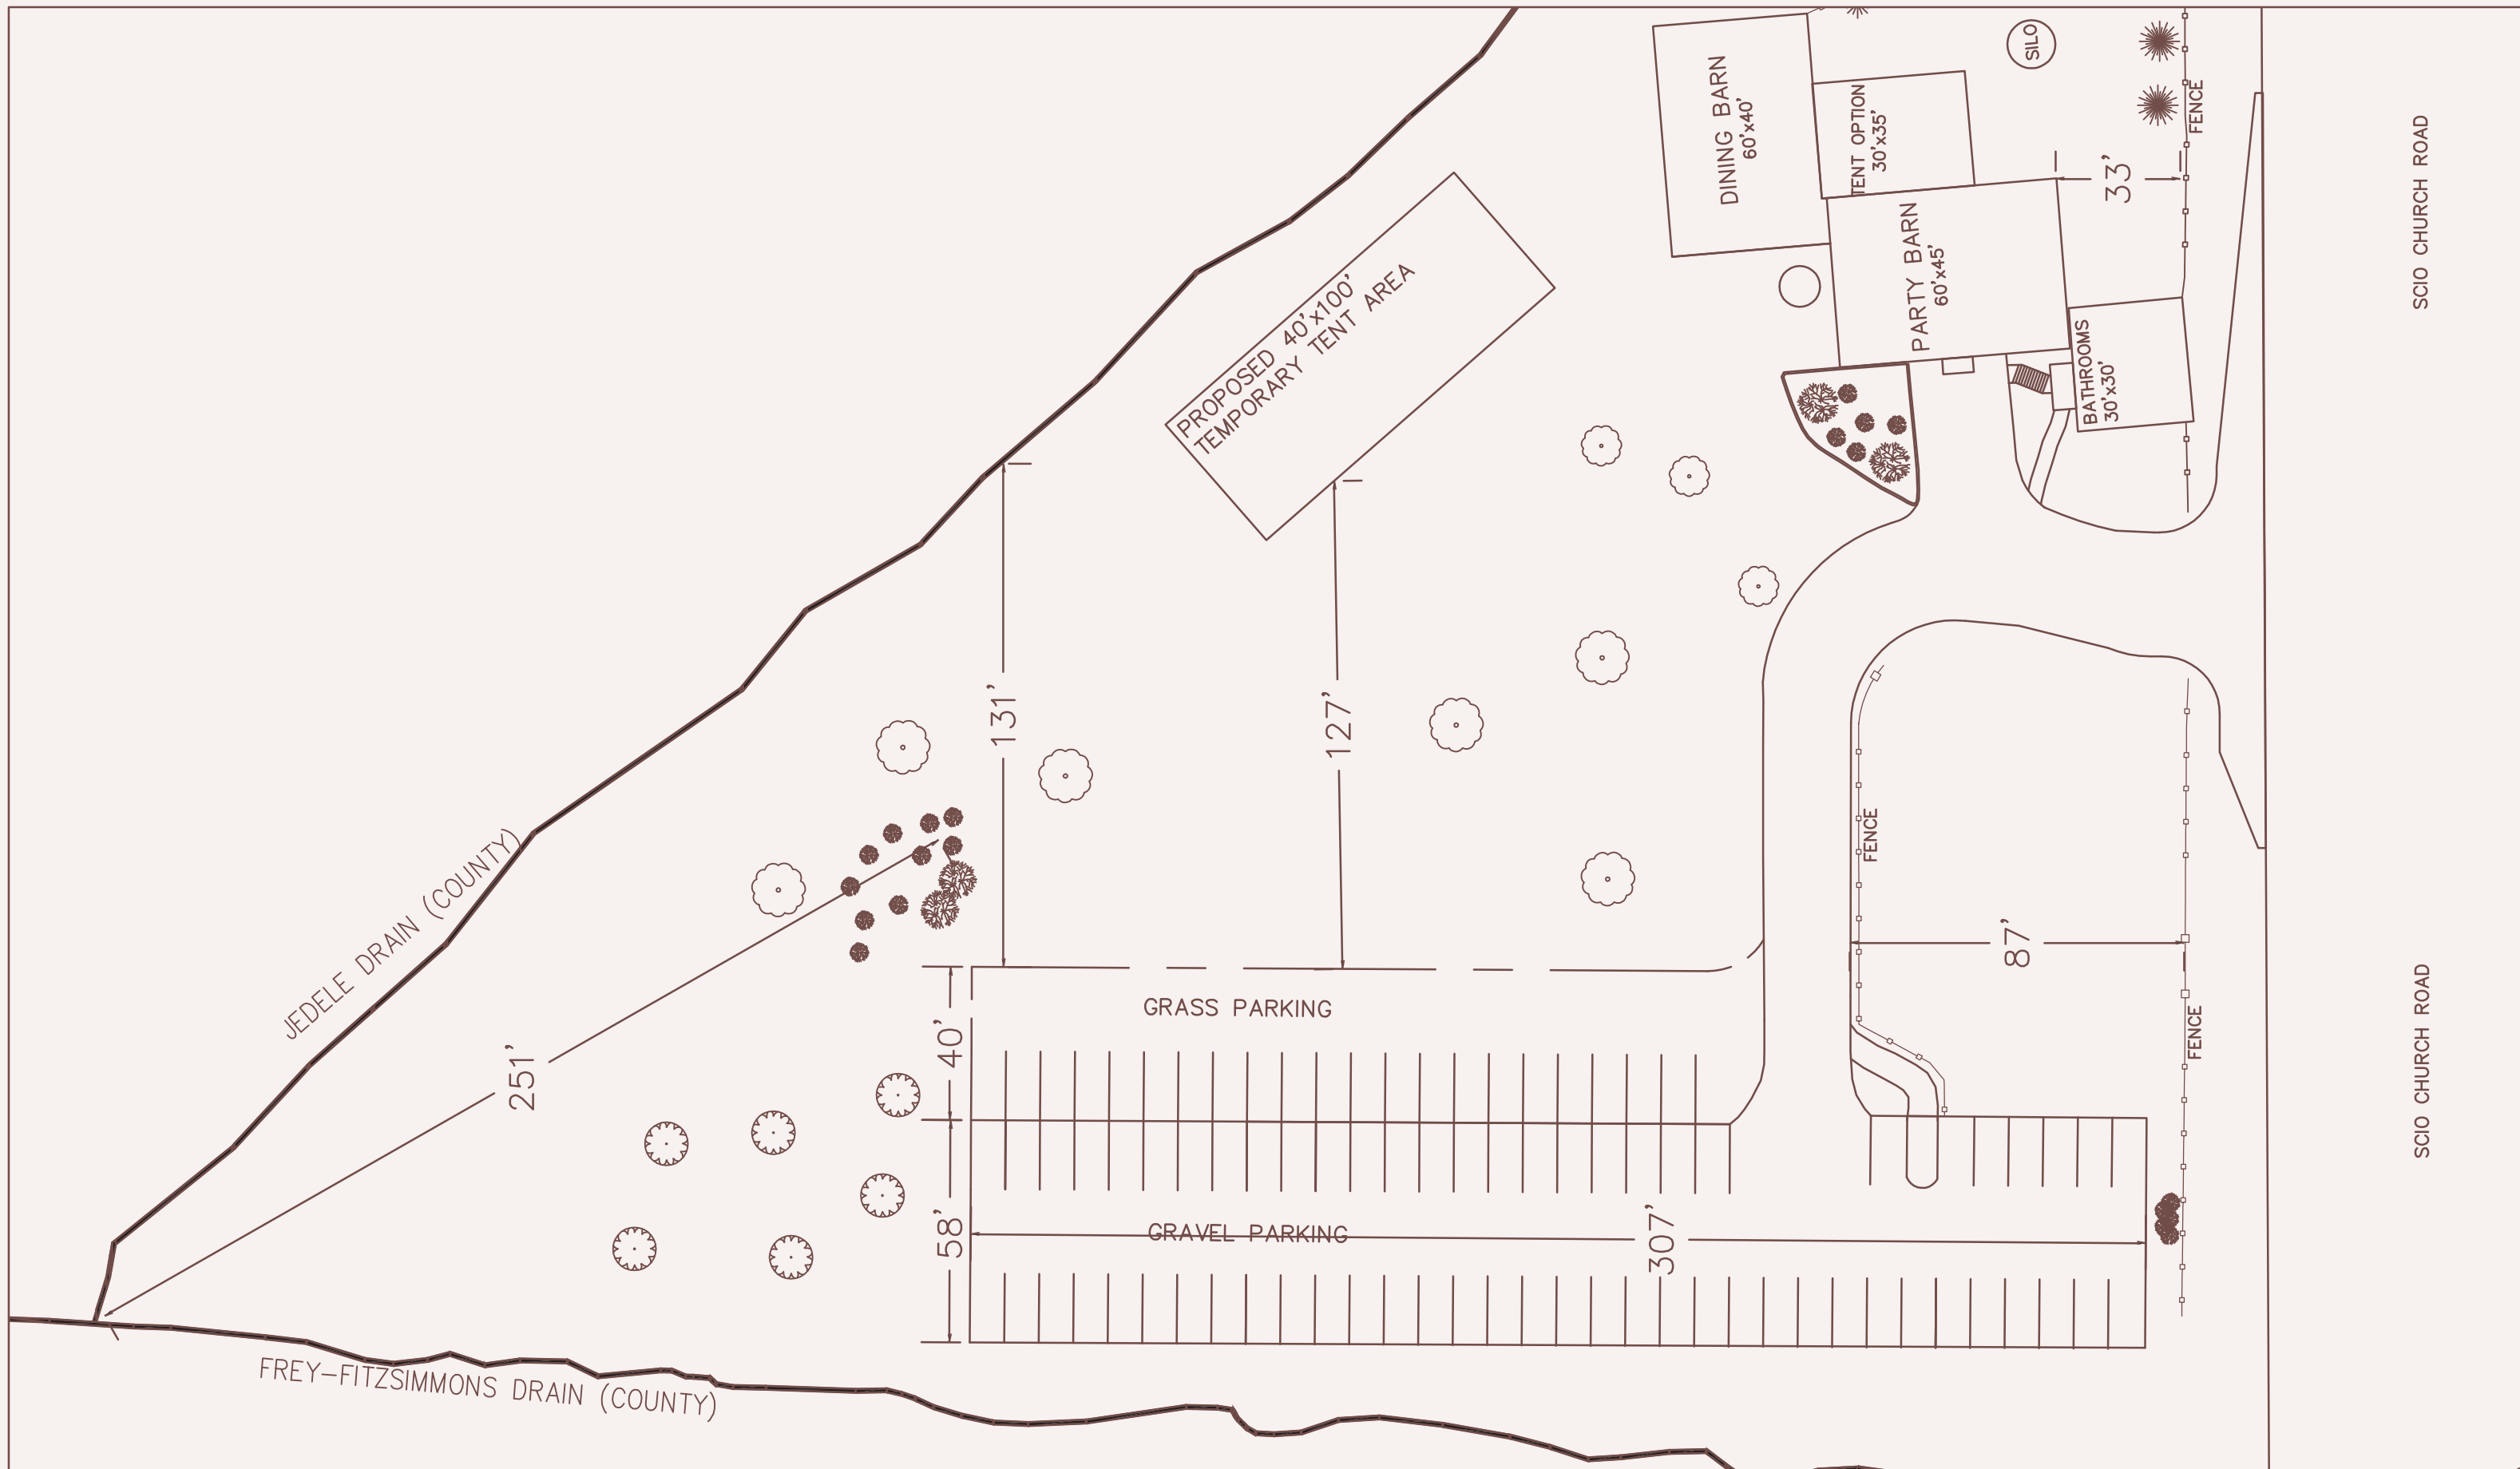 SILO
DINING BARN
60'x40'
TENT OPTION
30'x35'
FENCE
SCIO CHURCH ROAD
33'
PARTY BARN
60'x45'
PROPOSED 40'x100'
TEMPORARY TENT AREA
BATHROOMS
30'x30'
131'
127'
FENCE
JEDELE DRAIN (COUNTY)
87'
GRASS PARKING
40'
251'
FENCE
SCIO CHURCH ROAD
58'
GRAVEL PARKING
307'
FREY-FITZSIMMONS DRAIN (COUNTY)